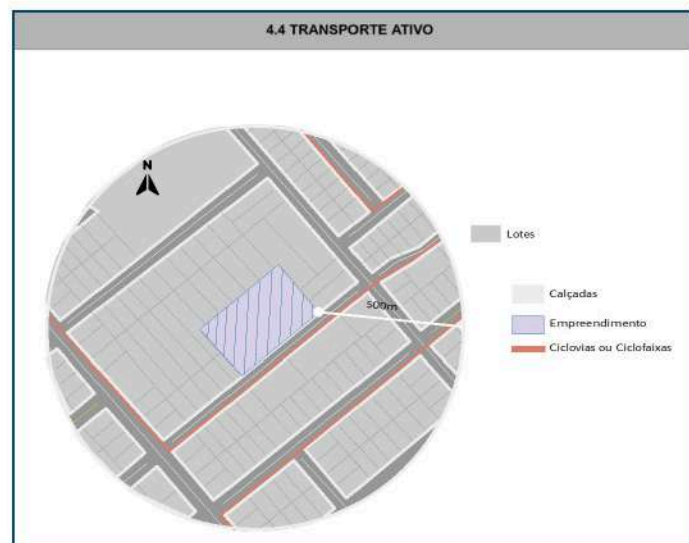 4.4 TRANSPORTE ATIVO
N
Lotes
500m
Calçadas
Empreendimento
Ciclovias ou Ciclofaixas